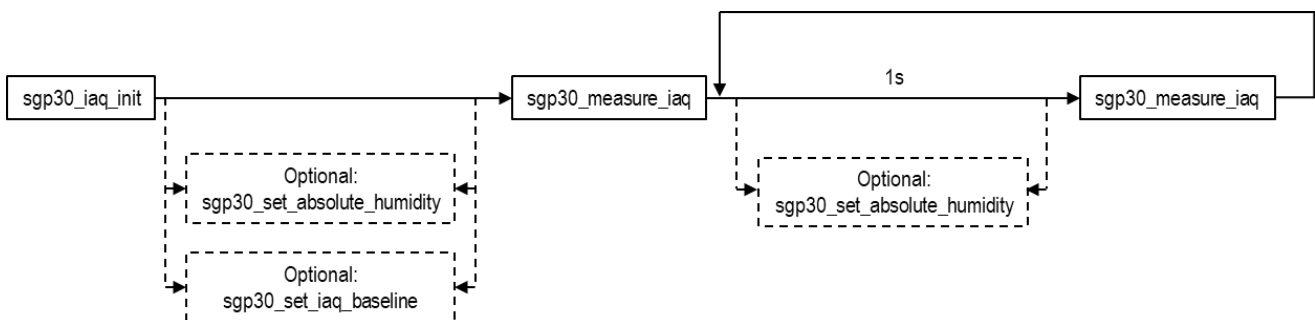 sgp30_iaq_init
sgp30_measure_iaq
1s
sgp30_measure_iaq
Optional:
sgp30_set_absolute_humidity
Optional:
sgp30_set_absolute_humidity
Optional:
sgp30_set_iaq_baseline